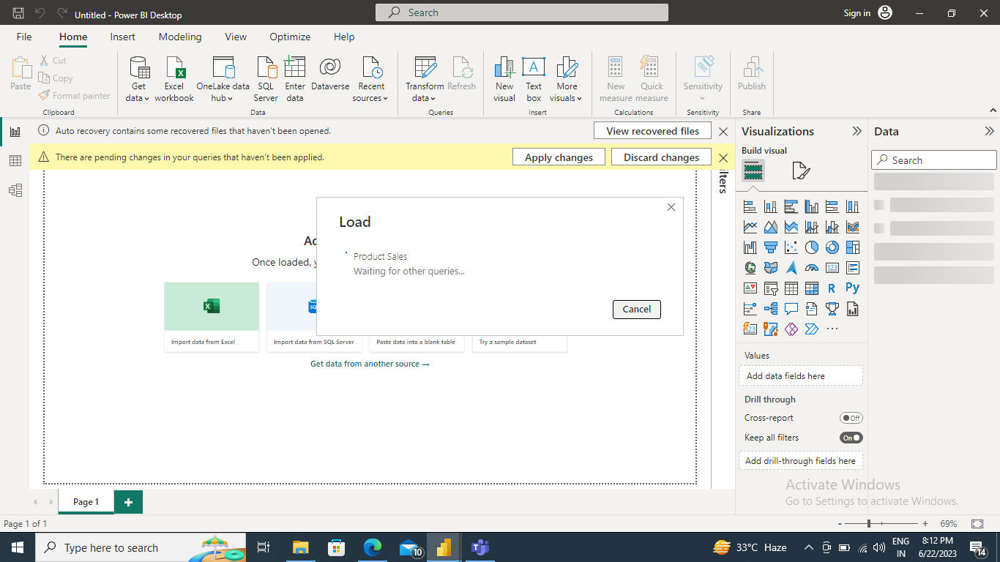 Untitled - Power BI Desktop
Search
Sign in
File
Home
Insert
Modeling
View
Optimize
Help
Paste
Cut
Copy
Format painter
Clipboard
Get data
Excel workbook
OneLake data hub
SQL Server
Enter data
Dataverse
Recent sources
Data
Transform data
Refresh
Queries
New visual
Text box
More visuals
Insert
New measure
Quick measure
Calculations
Sensitivity
Sensitivity
Publish
Share
Auto recovery contains some recovered files that haven't been opened.
View recovered files
There are pending changes in your queries that haven't been applied.
Apply changes
Discard changes
Load
Product Sales
Waiting for other queries...
Cancel
Once loaded,
Import data from Excel
SQL
Import data from SQL Server
Paste data into a blank table
Try a sample dataset
Get data from another source →
Visualizations
Build visual
123
R
Py
123
Values
Add data fields here
Drill through
Cross-report
Off
Keep all filters
On
Add drill-through fields here
Data
Search
Activate Windows
Go to Settings to activate Windows.
Page 1
Page 1 of 1
- + 69%
Type here to search
10
33°C Haze
ENG
IN
8:12 PM
6/22/2023
14